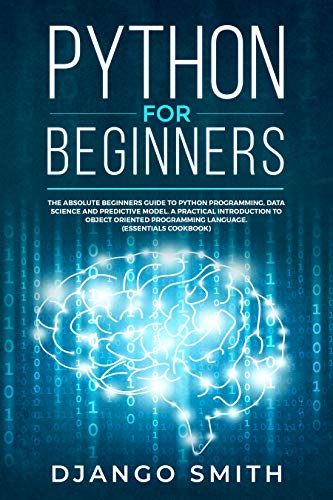 PYTHON
FOR
BEGINNERS
THE ABSOLUTE BEGINNERS GUIDE TO PYTHON PROGRAMMING, DATA
SCIENCE AND PREDICTIVE MODEL. A PRACTICAL INTRODUCTION TO
OBJECT ORIENTED PROGRAMMING LANGUAGE.
(ESSENTIALS COOKBOOK)
DJANGO SMITH